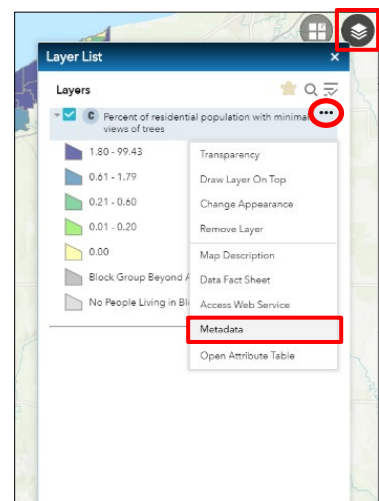 Layer List
×
Layers
C Percent of residential population with minima
views of trees
1.80 - 99.43
0.61 - 1.79
0.21 - 0.60
0.01 - 0.20
0.00
Block Group Beyond
No People Living in Bl
Transparency
Draw Layer On Top
Change Appearance
Remove Layer
Map Description
Data Fact Sheet
Access Web Service
Metadata
Open Attribute Table